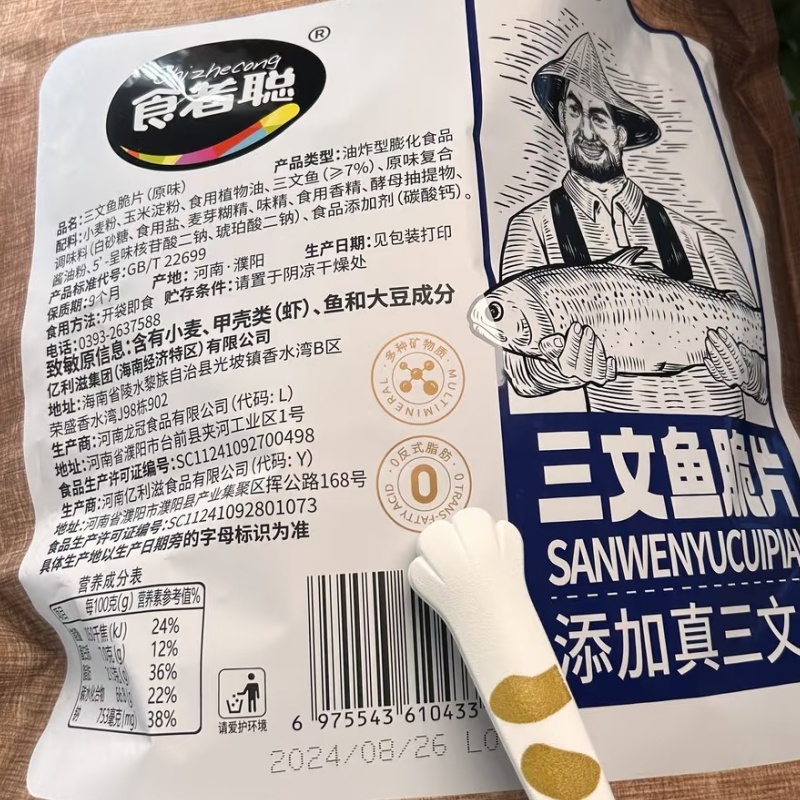 Shizhecong
食者聪
®
品名:三文鱼脆片(原味) 产品类型:油炸型膨化食品
配料:小麦粉、玉米淀粉、食用植物油、三文鱼(≥7%)、原味复合
调味料(白砂糖、食用盐、麦芽糊精、味精、食用香精、酵母抽提物、
酱油粉、5'-呈味核苷酸二钠、琥珀酸二钠)、食品添加剂(碳酸钙)。
产品标准代号:GB/T 22699 生产日期:见包装打印
保质期:9个月 产地:河南·濮阳
食用方法:开袋即食 贮存条件:请置于阴凉干燥处
电话:0393-2637588
致敏原信息:含有小麦、甲壳类(虾)、鱼和大豆成分
亿利滋集团(海南经济特区)有限公司
地址:海南省陵水黎族自治县光坡镇香水湾B区
荣盛香水湾J98栋902
生产商:河南龙冠食品有限公司(代码:L)
地址:河南省濮阳市台前县夹河工业区1号
食品生产许可证编号:SC11241092700498
生产商:河南亿利滋食品有限公司(代码:Y)
地址:河南省濮阳市濮阳县产业集聚区挥公路168号
食品生产许可证编号:SC11241092801073
具体生产地以生产日期旁的字母标识为准
多种矿物质
MULTIMINERAL
0反式脂肪
0
0 TRANS-FATTY ACID
营养成分表
每100克(g) 营养素参考值%
千焦(kJ) 24%
克(g) 12%
克(g) 36%
碳水化合物 22%
钠 753毫克(mg) 38%
请爱护环境
6 975543 610433
2024/08/26 L
三文鱼脆片
SANWENYUCUIPIA
添加真三文